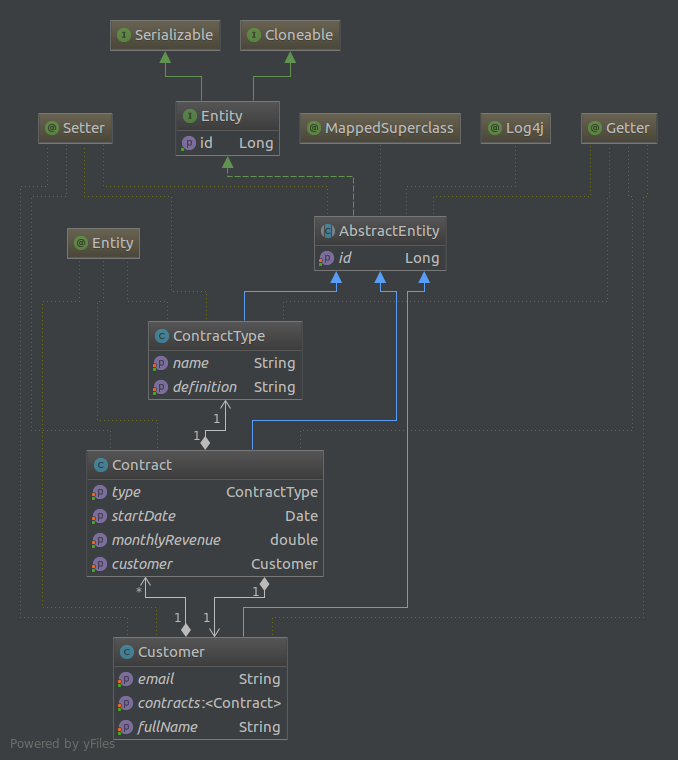 Serializable
Cloneable
Entity
id Long
Setter
MappedSuperclass
Log4j
Getter
Entity
AbstractEntity
id Long
ContractType
name String
definition String
1
1
Contract
type ContractType
startDate Date
monthlyRevenue double
customer Customer
* 1
1 1
Customer
email String
contracts:<Contract>
fullName String
Powered by yFiles